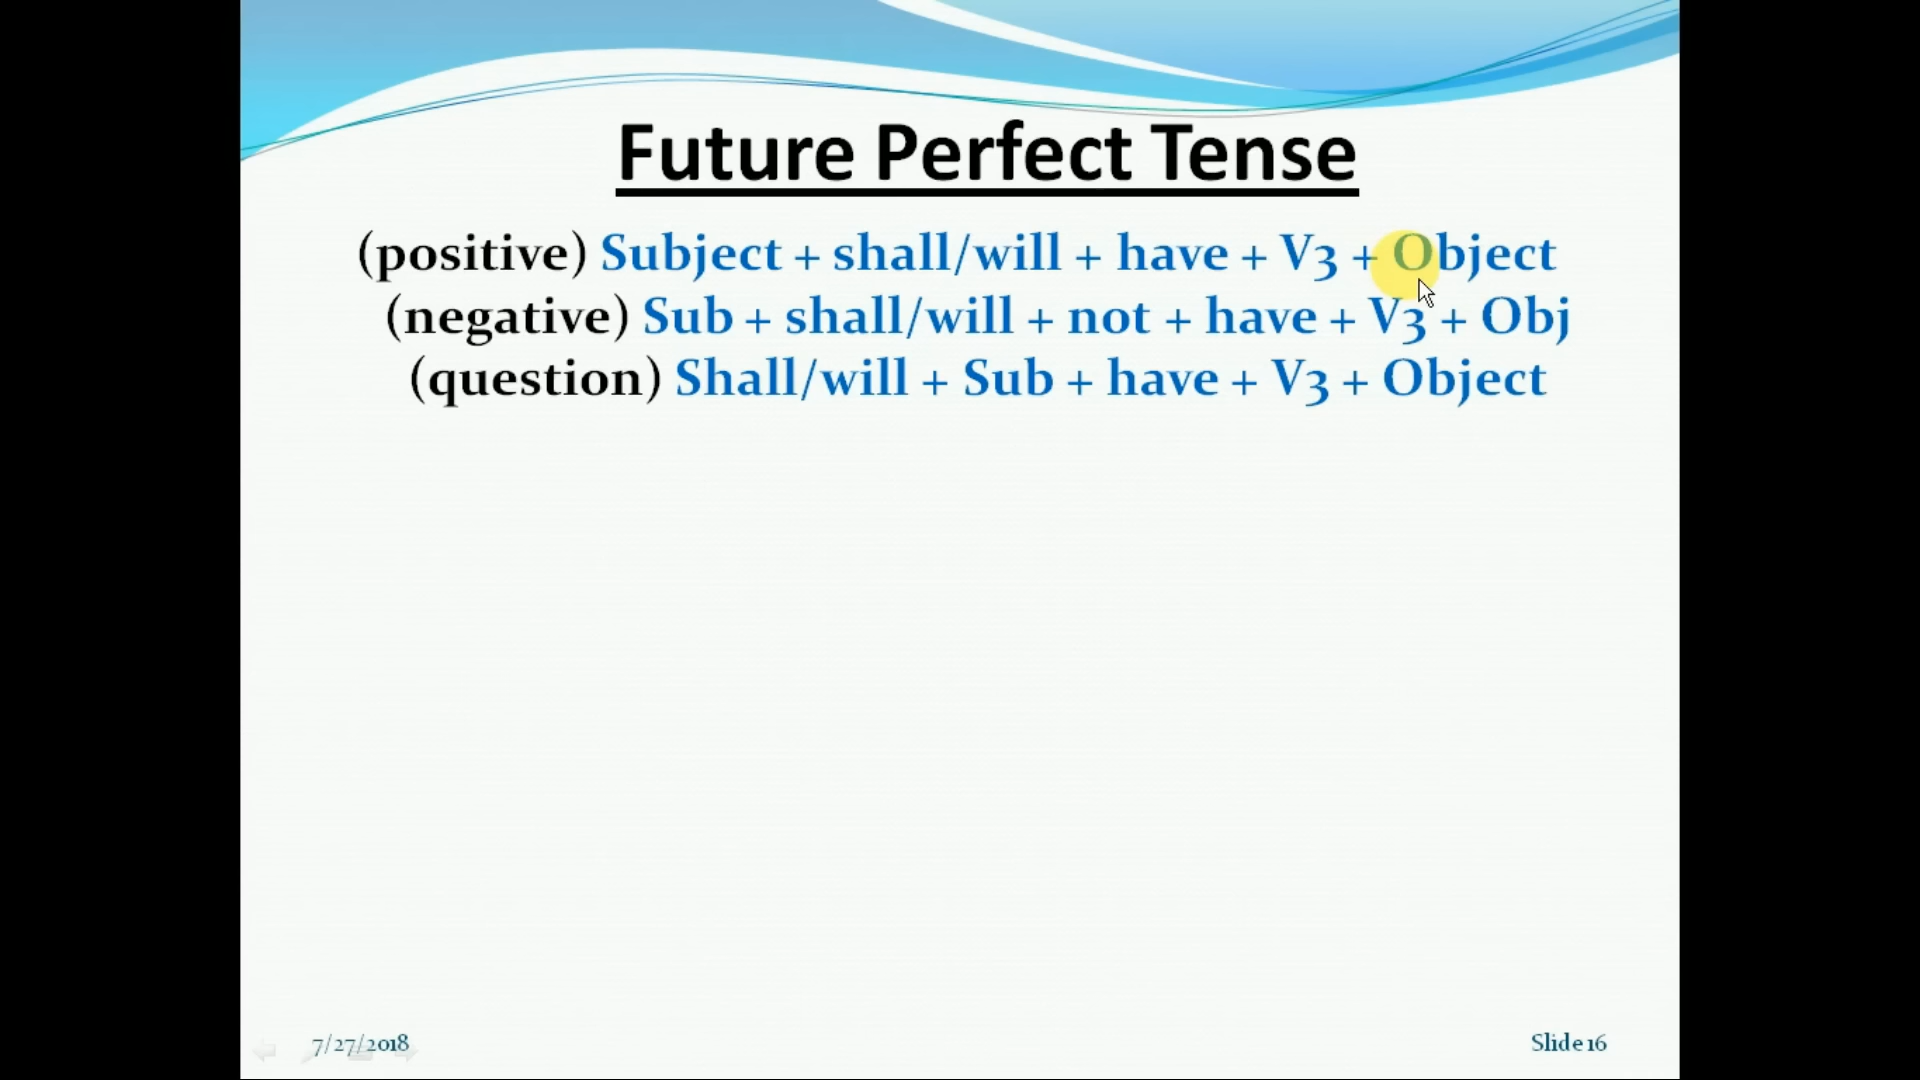 Future Perfect Tense
(positive) Subject + shall/will + have + V3 + Object
(negative) Sub + shall/will + not + have + V3 + Obj
(question) Shall/will + Sub + have + V3 + Object
7/27/2018
Slide 16